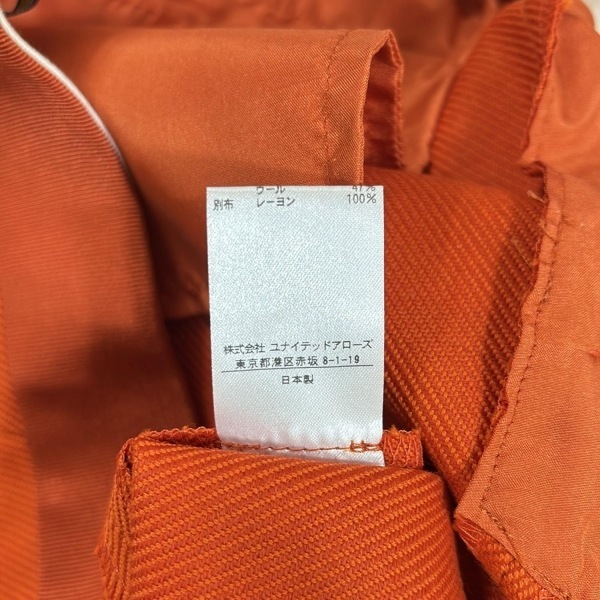 ウール 47%
別布 レーヨン 100%
株式会社 ユナイテッドアローズ
東京都港区赤坂 8-1-19
日本製